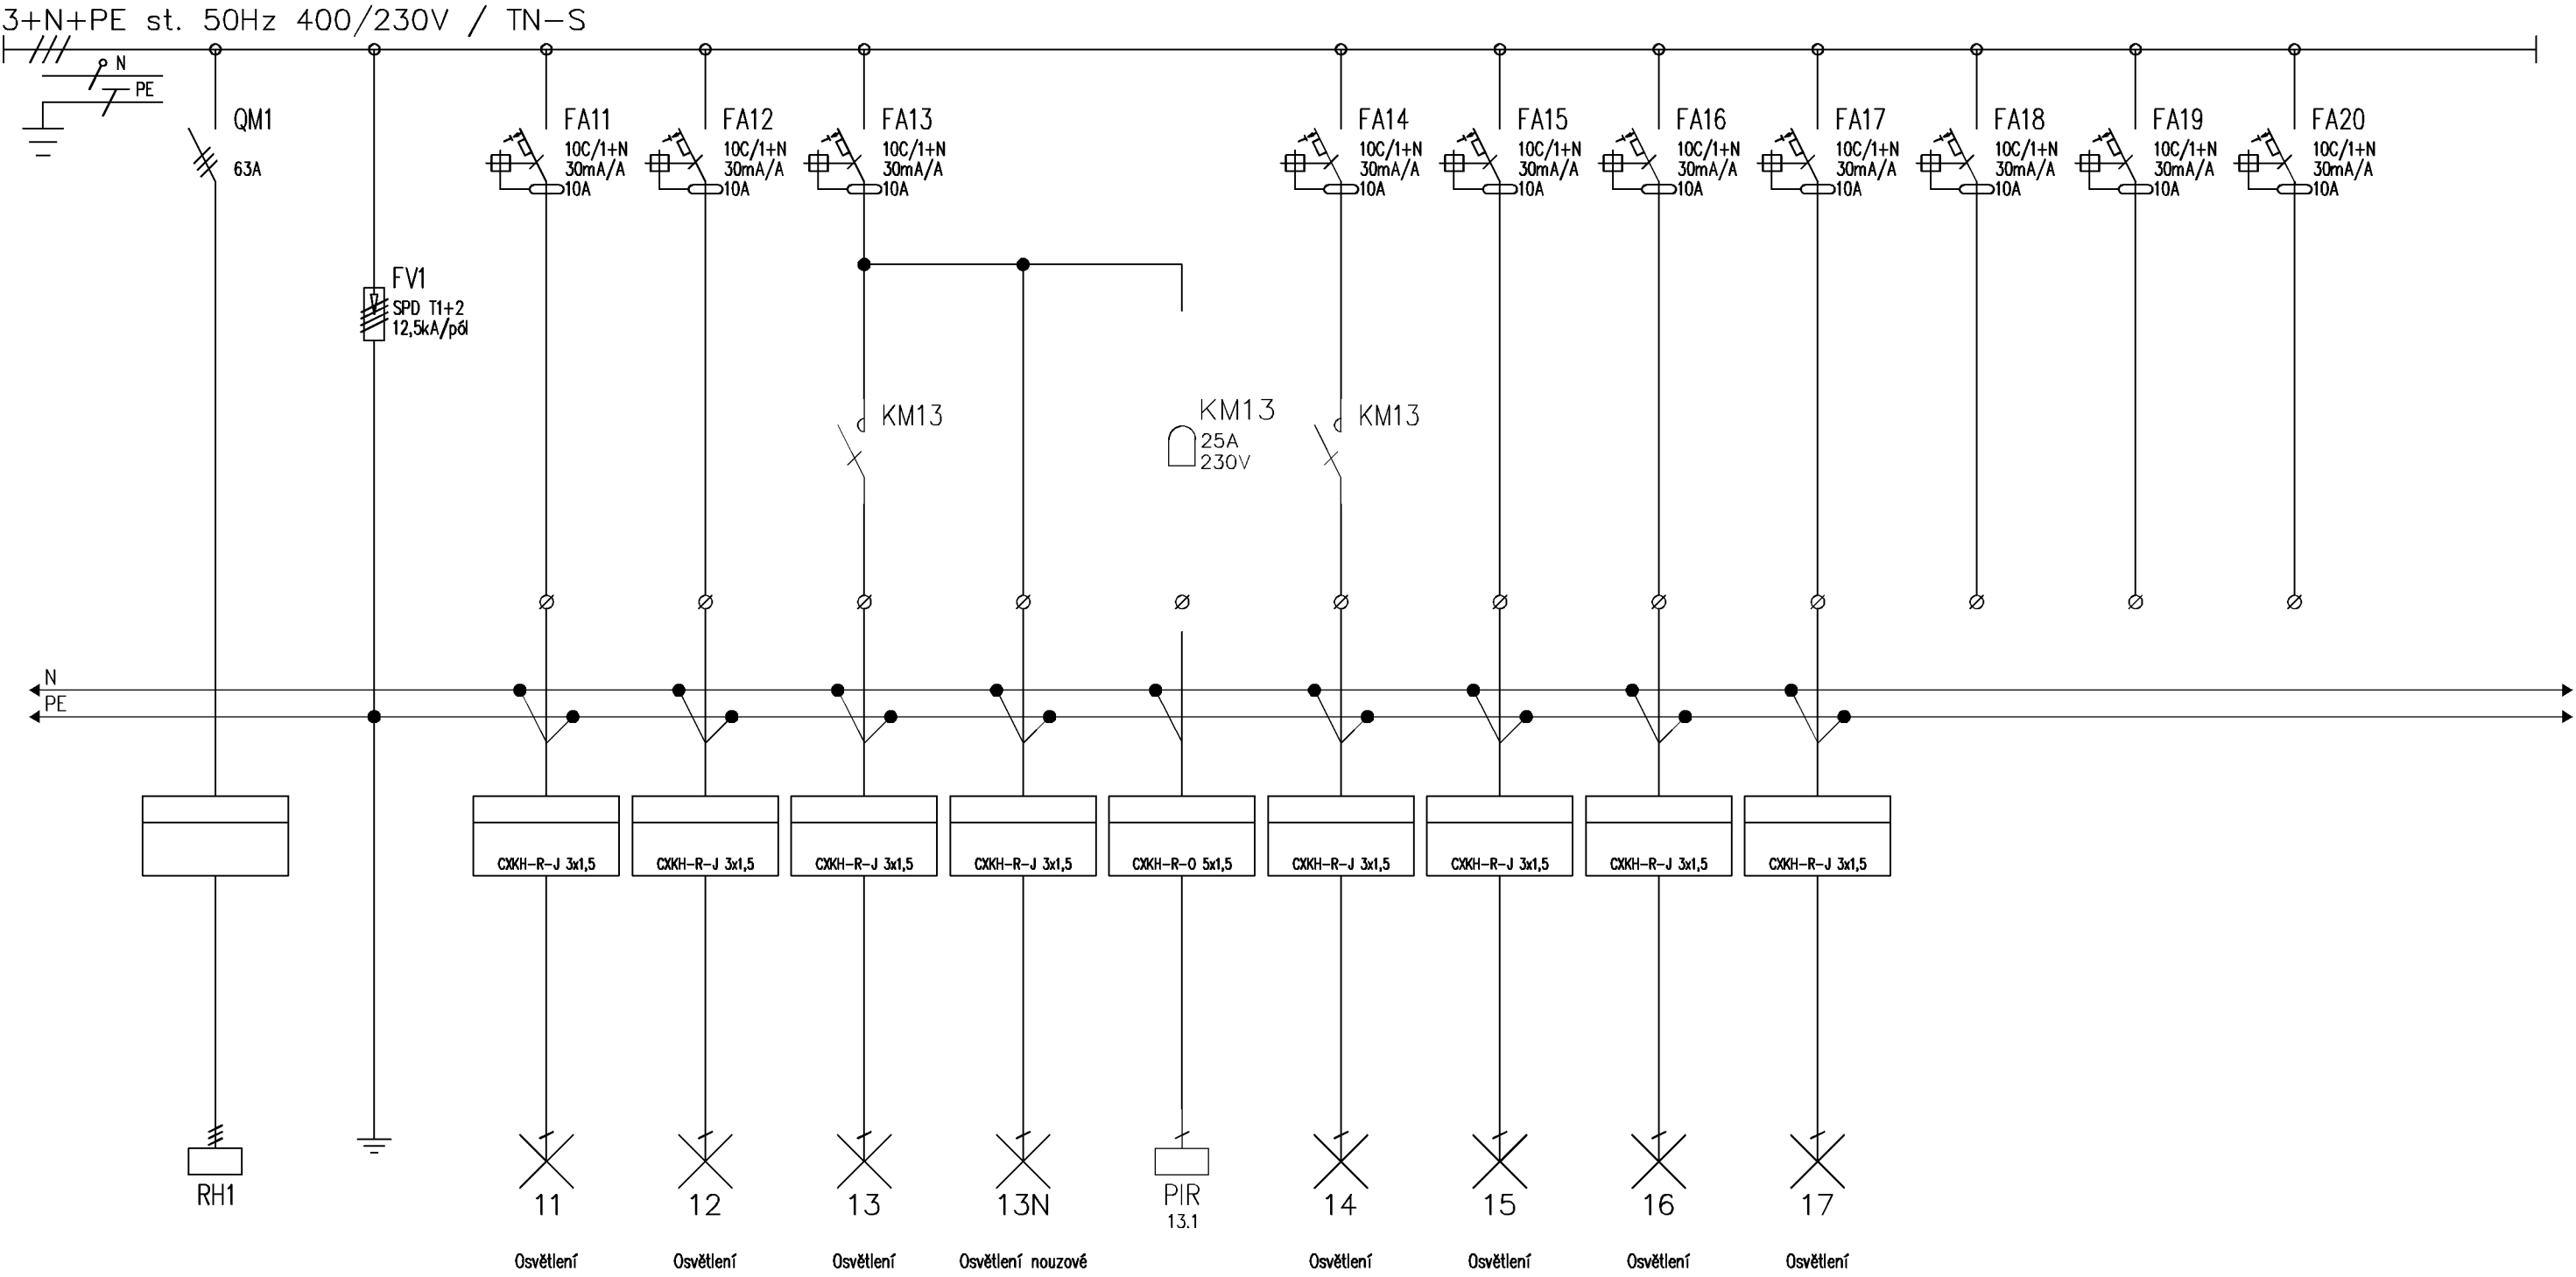 3+N+PE st. 50Hz 400/230V / TN-S
N
PE
QM1
63A
FV1
SPD T1+2
12,5kA/pól
FA11
10C/1+N
30mA/A
10A
FA12
10C/1+N
30mA/A
10A
FA13
10C/1+N
30mA/A
10A
FA14
10C/1+N
30mA/A
10A
FA15
10C/1+N
30mA/A
10A
FA16
10C/1+N
30mA/A
10A
FA17
10C/1+N
30mA/A
10A
FA18
10C/1+N
30mA/A
10A
FA19
10C/1+N
30mA/A
10A
FA20
10C/1+N
30mA/A
10A
KM13
KM13
25A
230V
KM13
N
PE
CXKH-R-J 3x1,5
CXKH-R-J 3x1,5
CXKH-R-J 3x1,5
CXKH-R-J 3x1,5
CXKH-R-O 5x1,5
CXKH-R-J 3x1,5
CXKH-R-J 3x1,5
CXKH-R-J 3x1,5
CXKH-R-J 3x1,5
RH1
11
Osvětlení
12
Osvětlení
13
Osvětlení
13N
Osvětlení nouzové
PIR
13.1
14
Osvětlení
15
Osvětlení
16
Osvětlení
17
Osvětlení